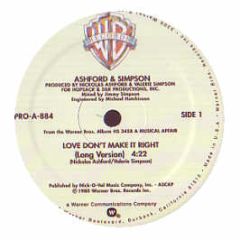 ASHFORD & SIMPSON
PRODUCED BY NICKOLAS ASHFORD & VALERIE SIMPSON
FOR HOPSACK & SILK PRODUCTIONS, INC.
Mixed by Jimmy Simpson
Engineered by Michael Hutchinson
PRO-A-884
SIDE 1
From the Warner Bros. Album HS 3458 A MUSICAL AFFAIR
LOVE DON'T MAKE IT RIGHT
(Long Version) 4:22
(Nickolas Ashford/Valerie Simpson)
Published by Nick-O-Val Music Company, Inc. - ASCAP
℗1980 Warner Bros. Records Inc.
a Warner Communications Company